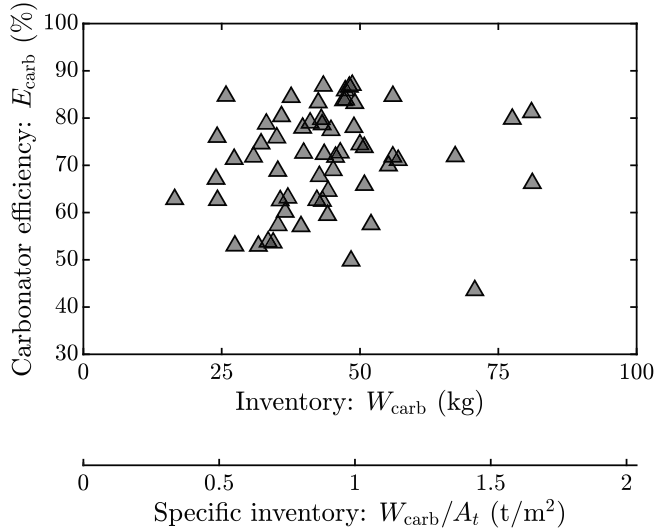 Carbonator efficiency: E_carb (%)
100
90
80
70
60
50
40
30
0 25 50 75 100
Inventory: W_carb (kg)
0 0.5 1 1.5 2
Specific inventory: W_carb/A_t (t/m²)